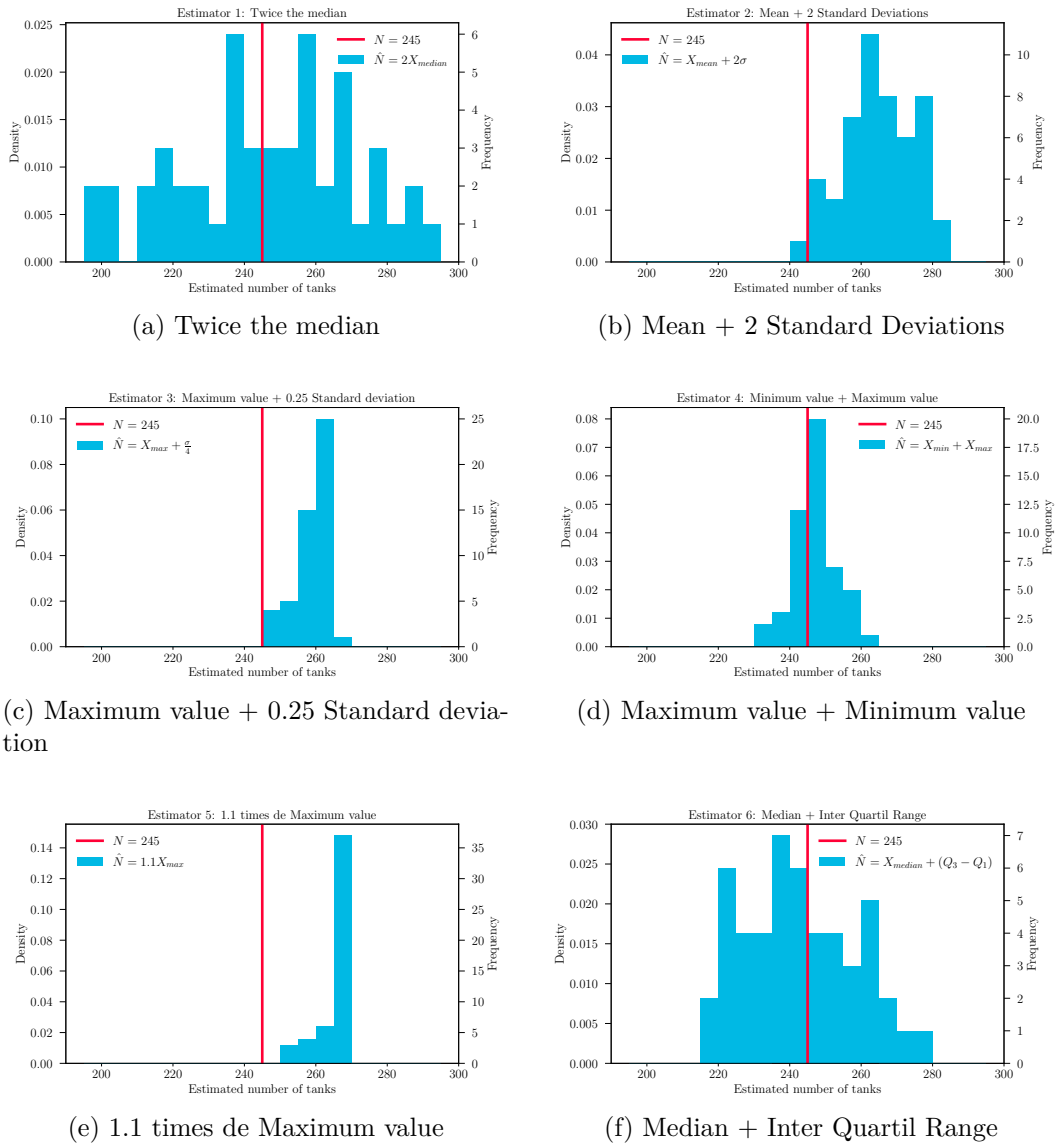 Estimator 1: Twice the median
0.025
0.020
0.015
0.010
0.005
0.000
Density
6
5
4
3
2
1
0
Frequency
N = 245
N̂ = 2X_median
200 220 240 260 280 300
Estimated number of tanks
(a) Twice the median
Estimator 2: Mean + 2 Standard Deviations
0.04
0.03
0.02
0.01
0.00
Density
10
8
6
4
2
0
Frequency
N = 245
N̂ = X_mean + 2σ
200 220 240 260 280 300
Estimated number of tanks
(b) Mean + 2 Standard Deviations
Estimator 3: Maximum value + 0.25 Standard deviation
0.10
0.08
0.06
0.04
0.02
0.00
Density
25
20
15
10
5
0
Frequency
N = 245
N̂ = X_max + σ/4
200 220 240 260 280 300
Estimated number of tanks
(c) Maximum value + 0.25 Standard devia-
tion
Estimator 4: Minimum value + Maximum value
0.08
0.07
0.06
0.05
0.04
0.03
0.02
0.01
0.00
Density
20.0
17.5
15.0
12.5
10.0
7.5
5.0
2.5
0.0
Frequency
N = 245
N̂ = X_min + X_max
200 220 240 260 280 300
Estimated number of tanks
(d) Maximum value + Minimum value
Estimator 5: 1.1 times de Maximum value
0.14
0.12
0.10
0.08
0.06
0.04
0.02
0.00
Density
35
30
25
20
15
10
5
0
Frequency
N = 245
N̂ = 1.1X_max
200 220 240 260 280 300
Estimated number of tanks
(e) 1.1 times de Maximum value
Estimator 6: Median + Inter Quartil Range
0.030
0.025
0.020
0.015
0.010
0.005
0.000
Density
7
6
5
4
3
2
1
0
Frequency
N = 245
N̂ = X_median + (Q_3 − Q_1)
200 220 240 260 280 300
Estimated number of tanks
(f) Median + Inter Quartil Range